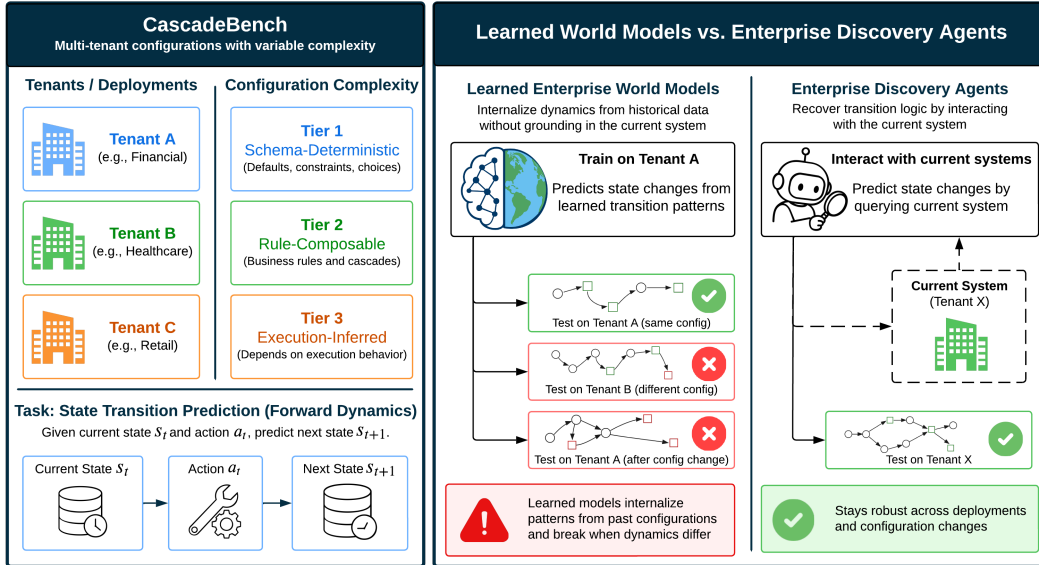 CascadeBench
Multi-tenant configurations with variable complexity
Tenants / Deployments
Configuration Complexity
Tenant A
(e.g., Financial)
Tier 1
Schema-Deterministic
(Defaults, constraints, choices)
Tenant B
(e.g., Healthcare)
Tier 2
Rule-Composable
(Business rules and cascades)
Tenant C
(e.g., Retail)
Tier 3
Execution-Inferred
(Depends on execution behavior)
Task: State Transition Prediction (Forward Dynamics)
Given current state s_t and action a_t, predict next state s_{t+1}.
Current State s_t
Action a_t
Next State s_{t+1}
Learned World Models vs. Enterprise Discovery Agents
Learned Enterprise World Models
Internalize dynamics from historical data
without grounding in the current system
Train on Tenant A
Predicts state changes from
learned transition patterns
Test on Tenant A (same config)
Test on Tenant B (different config)
Test on Tenant A (after config change)
Learned models internalize
patterns from past configurations
and break when dynamics differ
Enterprise Discovery Agents
Recover transition logic by interacting
with the current system
Interact with current systems
Predict state changes by
querying current system
Current System
(Tenant X)
Test on Tenant X
Stays robust across deployments
and configuration changes